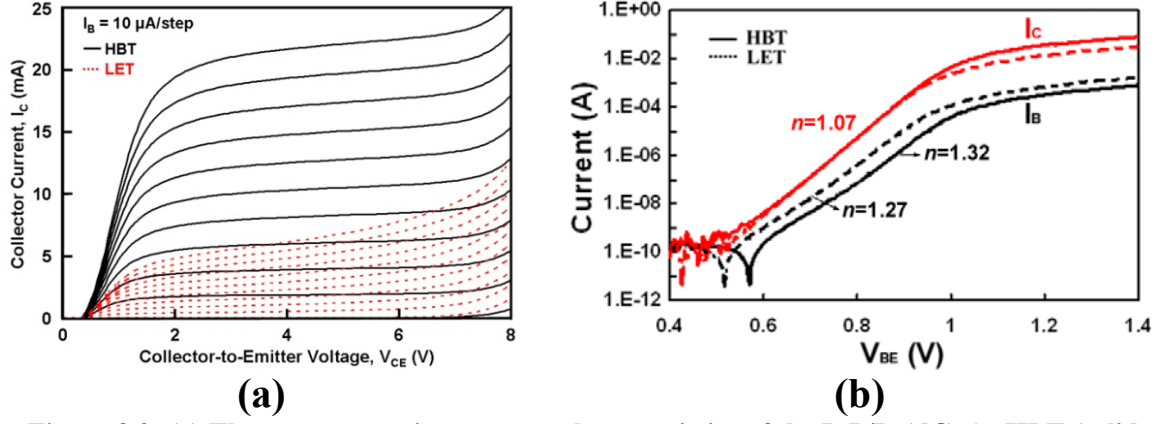 25
20
15
10
5
0
Collector Current, I_C (mA)
I_B = 10 μA/step
HBT
LET
0 2 4 6 8
Collector-to-Emitter Voltage, V_CE (V)
(a)
1.E+00
1.E-02
1.E-04
1.E-06
1.E-08
1.E-10
1.E-12
Current (A)
HBT
LET
I_C
I_B
n=1.07
n=1.32
n=1.27
0.4 0.6 0.8 1 1.2 1.4
V_BE (V)
(b)